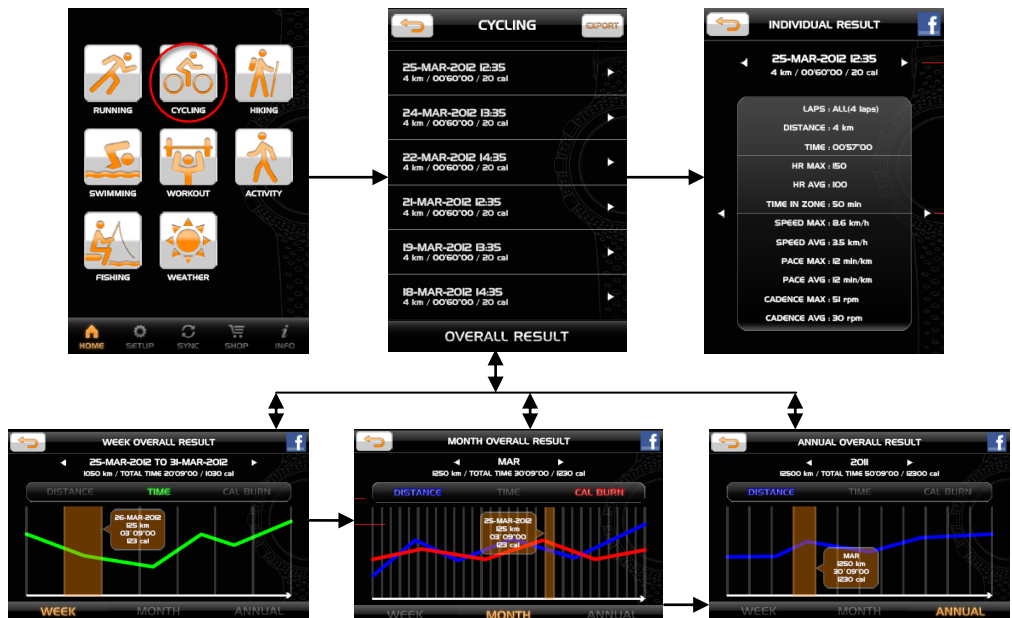 RUNNING
CYCLING
HIKING
SWIMMING
WORKOUT
ACTIVITY
FISHING
WEATHER
HOME
SETUP
SYNC
SHOP
i
INFO
CYCLING
EXPORT
25-MAR-2012 12:35
4 km / 00'60"00 / 20 cal
24-MAR-2012 13:35
4 km / 00'60"00 / 20 cal
22-MAR-2012 14:35
4 km / 00'60"00 / 20 cal
21-MAR-2012 12:35
4 km / 00'60"00 / 20 cal
19-MAR-2012 13:35
4 km / 00'60"00 / 20 cal
18-MAR-2012 14:35
4 km / 00'60"00 / 20 cal
OVERALL RESULT
INDIVIDUAL RESULT
f
25-MAR-2012 12:35
4 km / 00'60"00 / 20 cal
LAPS : ALL(4 laps)
DISTANCE : 4 km
TIME : 00'57"00
HR MAX : 150
HR AVG : 100
TIME IN ZONE : 50 min
SPEED MAX : 8.6 km/h
SPEED AVG : 3.5 km/h
PACE MAX : 12 min/km
PACE AVG : 12 min/km
CADENCE MAX : 51 rpm
CADENCE AVG : 30 rpm
WEEK OVERALL RESULT
f
25-MAR-2012 TO 31-MAR-2012
1050 km / TOTAL TIME 20'09"00 / 1030 cal
DISTANCE TIME CAL BURN
26-MAR-2012
125 km
03'09"00
123 cal
WEEK MONTH ANNUAL
MONTH OVERALL RESULT
f
MAR
1250 km / TOTAL TIME 30'09"00 / 1230 cal
DISTANCE TIME CAL BURN
25-MAR-2012
125 km
03'09"00
123 cal
WEEK MONTH ANNUAL
ANNUAL OVERALL RESULT
f
2011
12500 km / TOTAL TIME 50'09"00 / 12300 cal
DISTANCE TIME CAL BURN
MAR
1250 km
30'09"00
1230 cal
WEEK MONTH ANNUAL